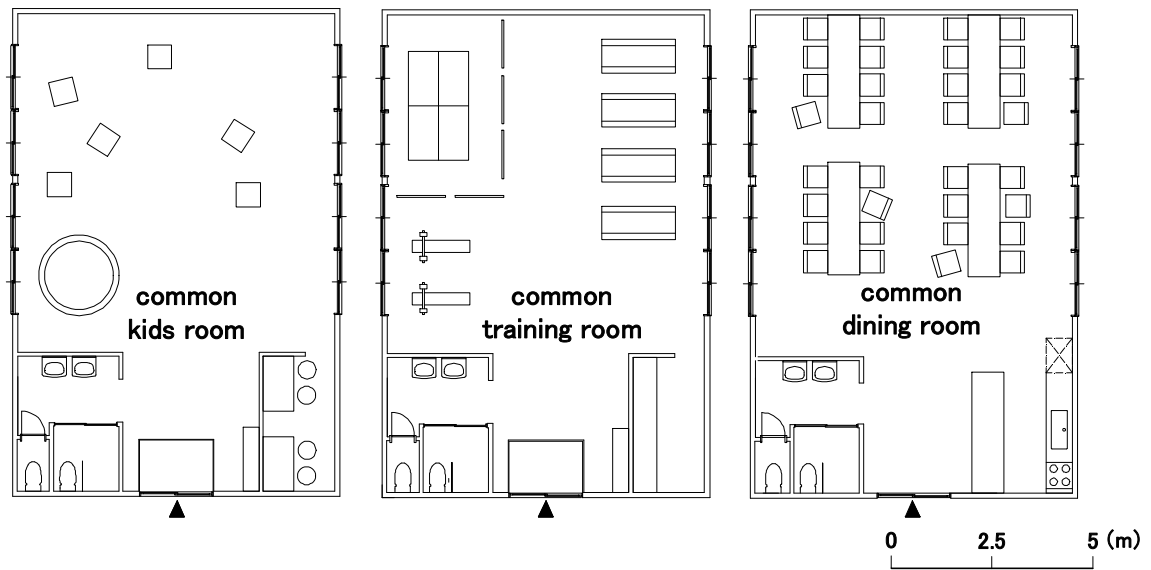 common
kids room
common
training room
common
dining room
0 2.5 5 (m)